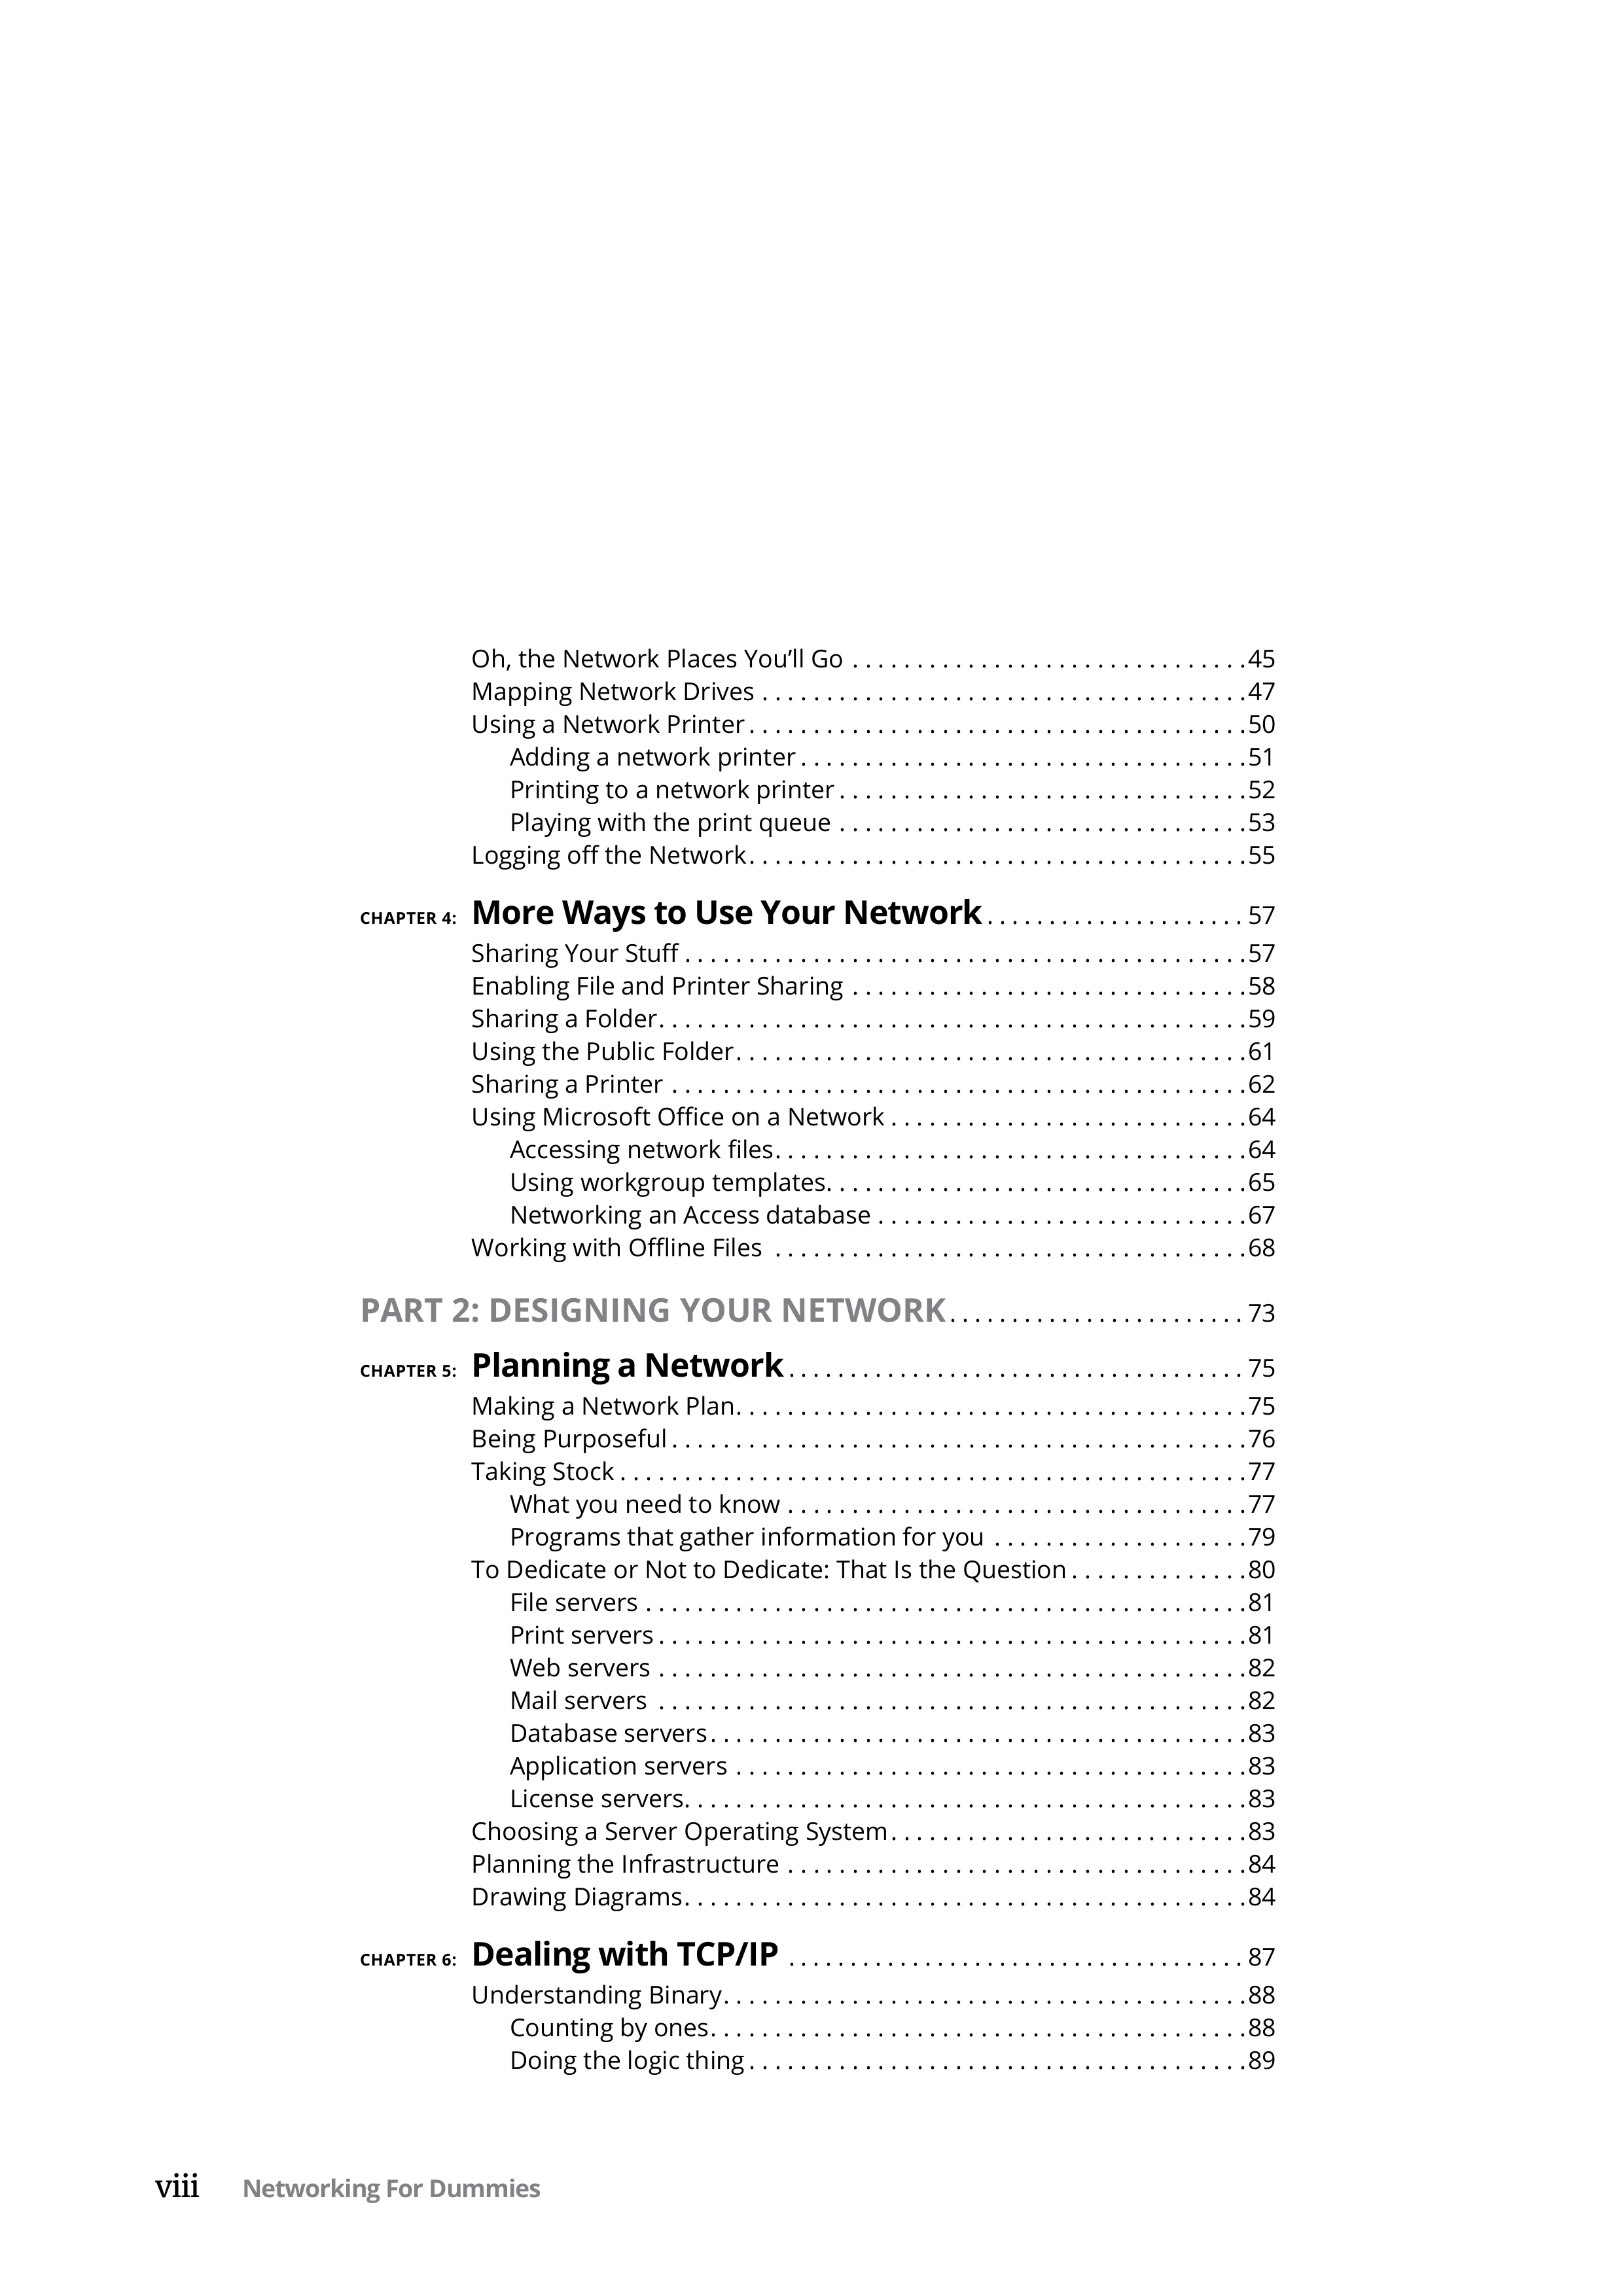 Oh, the Network Places You’ll Go . . . . . . . . . . . . . . . . . . . . . . . . . . . . . . . 45
Mapping Network Drives . . . . . . . . . . . . . . . . . . . . . . . . . . . . . . . . . . . . . . 47
Using a Network Printer . . . . . . . . . . . . . . . . . . . . . . . . . . . . . . . . . . . . . . . 50
Adding a network printer . . . . . . . . . . . . . . . . . . . . . . . . . . . . . . . . . . . 51
Printing to a network printer . . . . . . . . . . . . . . . . . . . . . . . . . . . . . . . . 52
Playing with the print queue . . . . . . . . . . . . . . . . . . . . . . . . . . . . . . . . 53
Logging off the Network . . . . . . . . . . . . . . . . . . . . . . . . . . . . . . . . . . . . . . . 55
CHAPTER 4: More Ways to Use Your Network . . . . . . . . . . . . . . . . . . . . . 57
Sharing Your Stuff . . . . . . . . . . . . . . . . . . . . . . . . . . . . . . . . . . . . . . . . . . . . 57
Enabling File and Printer Sharing . . . . . . . . . . . . . . . . . . . . . . . . . . . . . . . 58
Sharing a Folder . . . . . . . . . . . . . . . . . . . . . . . . . . . . . . . . . . . . . . . . . . . . . . 59
Using the Public Folder . . . . . . . . . . . . . . . . . . . . . . . . . . . . . . . . . . . . . . . . 61
Sharing a Printer . . . . . . . . . . . . . . . . . . . . . . . . . . . . . . . . . . . . . . . . . . . . . 62
Using Microsoft Office on a Network . . . . . . . . . . . . . . . . . . . . . . . . . . . . 64
Accessing network files . . . . . . . . . . . . . . . . . . . . . . . . . . . . . . . . . . . . . 64
Using workgroup templates . . . . . . . . . . . . . . . . . . . . . . . . . . . . . . . . . 65
Networking an Access database . . . . . . . . . . . . . . . . . . . . . . . . . . . . . 67
Working with Offline Files . . . . . . . . . . . . . . . . . . . . . . . . . . . . . . . . . . . . . 68
PART 2: DESIGNING YOUR NETWORK . . . . . . . . . . . . . . . . . . . . . . . . 73
CHAPTER 5: Planning a Network . . . . . . . . . . . . . . . . . . . . . . . . . . . . . . . . . . . . . 75
Making a Network Plan . . . . . . . . . . . . . . . . . . . . . . . . . . . . . . . . . . . . . . . . 75
Being Purposeful . . . . . . . . . . . . . . . . . . . . . . . . . . . . . . . . . . . . . . . . . . . . . 76
Taking Stock . . . . . . . . . . . . . . . . . . . . . . . . . . . . . . . . . . . . . . . . . . . . . . . . . 77
What you need to know . . . . . . . . . . . . . . . . . . . . . . . . . . . . . . . . . . . . 77
Programs that gather information for you . . . . . . . . . . . . . . . . . . . . 79
To Dedicate or Not to Dedicate: That Is the Question . . . . . . . . . . . . . . 80
File servers . . . . . . . . . . . . . . . . . . . . . . . . . . . . . . . . . . . . . . . . . . . . . . . 81
Print servers . . . . . . . . . . . . . . . . . . . . . . . . . . . . . . . . . . . . . . . . . . . . . . 81
Web servers . . . . . . . . . . . . . . . . . . . . . . . . . . . . . . . . . . . . . . . . . . . . . . 82
Mail servers . . . . . . . . . . . . . . . . . . . . . . . . . . . . . . . . . . . . . . . . . . . . . . 82
Database servers . . . . . . . . . . . . . . . . . . . . . . . . . . . . . . . . . . . . . . . . . . 83
Application servers . . . . . . . . . . . . . . . . . . . . . . . . . . . . . . . . . . . . . . . . 83
License servers . . . . . . . . . . . . . . . . . . . . . . . . . . . . . . . . . . . . . . . . . . . . 83
Choosing a Server Operating System . . . . . . . . . . . . . . . . . . . . . . . . . . . . 83
Planning the Infrastructure . . . . . . . . . . . . . . . . . . . . . . . . . . . . . . . . . . . . 84
Drawing Diagrams . . . . . . . . . . . . . . . . . . . . . . . . . . . . . . . . . . . . . . . . . . . . 84
CHAPTER 6: Dealing with TCP/IP . . . . . . . . . . . . . . . . . . . . . . . . . . . . . . . . . . . . . 87
Understanding Binary . . . . . . . . . . . . . . . . . . . . . . . . . . . . . . . . . . . . . . . . . 88
Counting by ones . . . . . . . . . . . . . . . . . . . . . . . . . . . . . . . . . . . . . . . . . . 88
Doing the logic thing . . . . . . . . . . . . . . . . . . . . . . . . . . . . . . . . . . . . . . . 89
viii Networking For Dummies